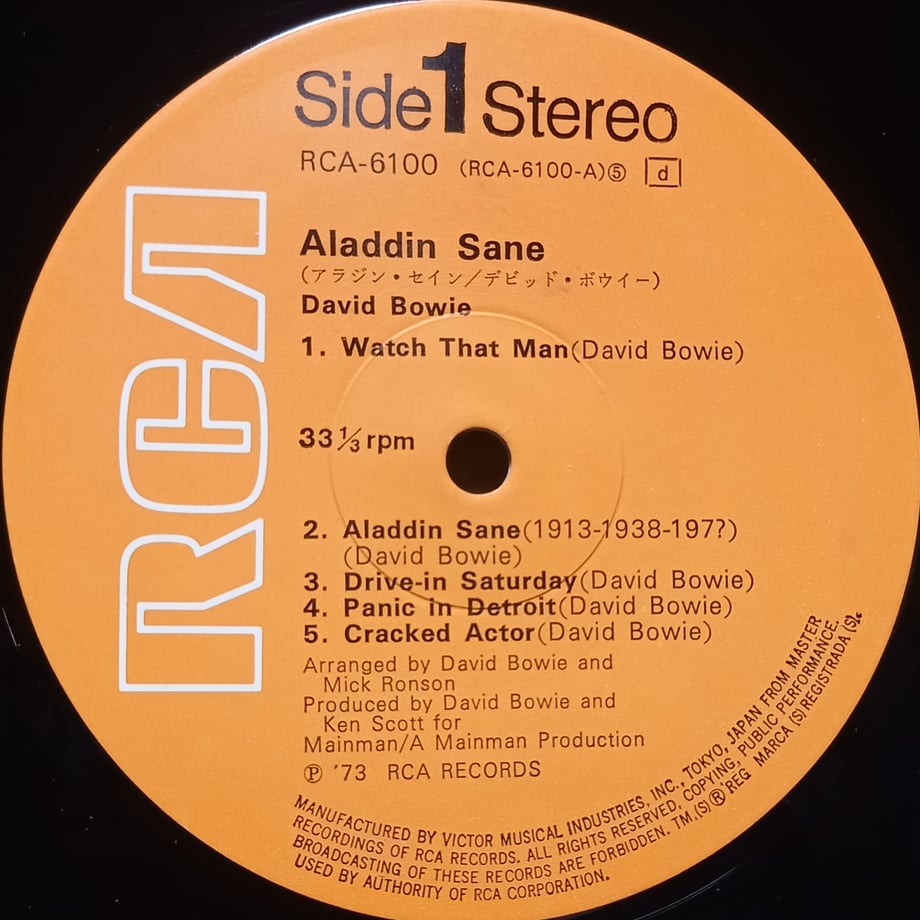 Side 1 Stereo
RCA-6100 (RCA-6100-A)⑤ d
RCA
Aladdin Sane
(アラジン・セイン/デビッド・ボウイー)
David Bowie
1. Watch That Man(David Bowie)
33 ⅓ rpm
2. Aladdin Sane(1913-1938-197?)
(David Bowie)
3. Drive-in Saturday(David Bowie)
4. Panic in Detroit(David Bowie)
5. Cracked Actor(David Bowie)
Arranged by David Bowie and
Mick Ronson
Produced by David Bowie and
Ken Scott for
Mainman/A Mainman Production
Ⓟ '73 RCA RECORDS
MANUFACTURED BY VICTOR MUSICAL INDUSTRIES, INC., TOKYO, JAPAN FROM MASTER
RECORDINGS OF RCA RECORDS. ALL RIGHTS RESERVED, COPYING, PUBLIC PERFORMANCE,
BROADCASTING OF THESE RECORDS ARE FORBIDDEN. TM.(S)® REG MARCA (S) REGISTRADA (S).
USED BY AUTHORITY OF RCA CORPORATION.